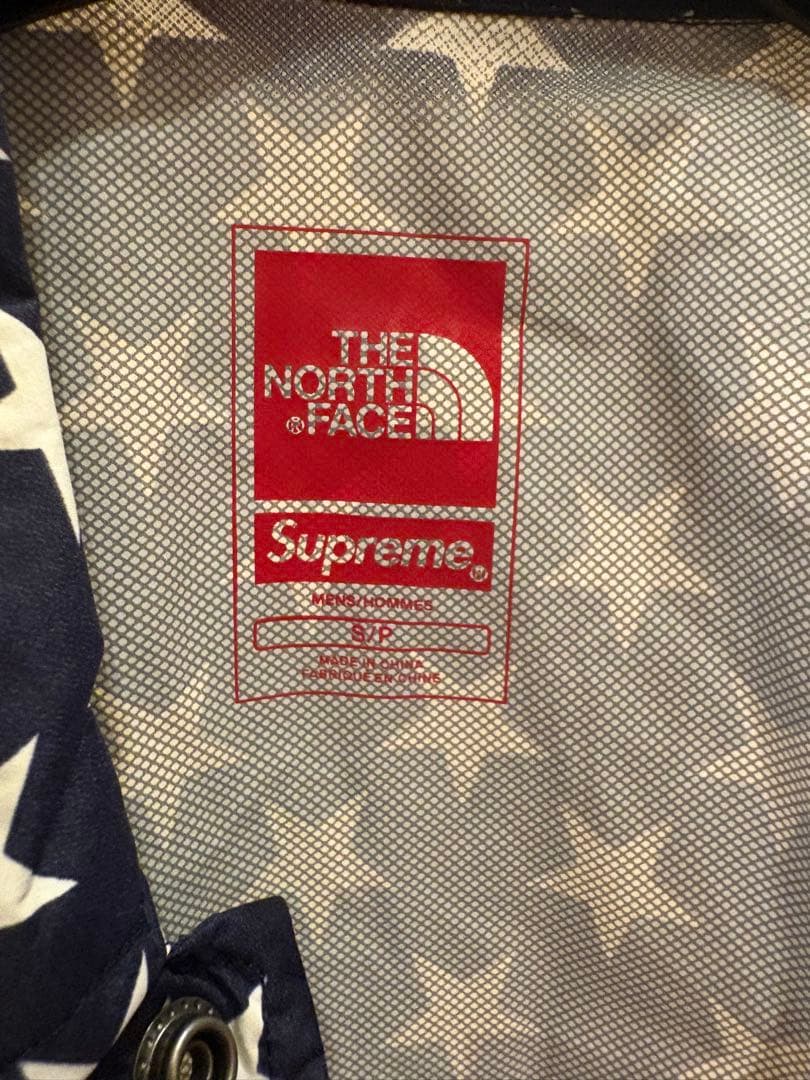 THE
NORTH
®FACE
Supreme®
MENS/HOMMES
S/P
MADE IN CHINA
FABRIQUE EN CHINE